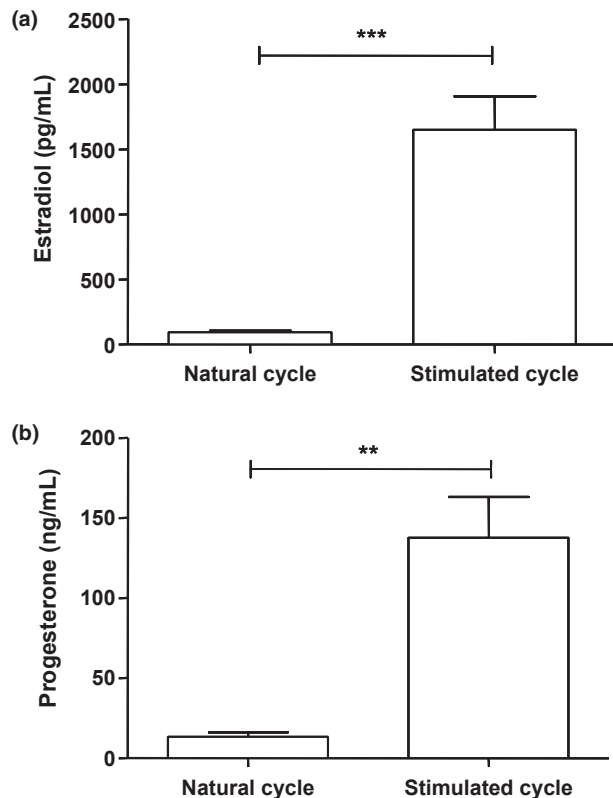 (a)
Estradiol (pg/mL)
2500
2000
1500
1000
500
0
***
Natural cycle
Stimulated cycle
(b)
Progesterone (ng/mL)
200
150
100
50
0
**
Natural cycle
Stimulated cycle